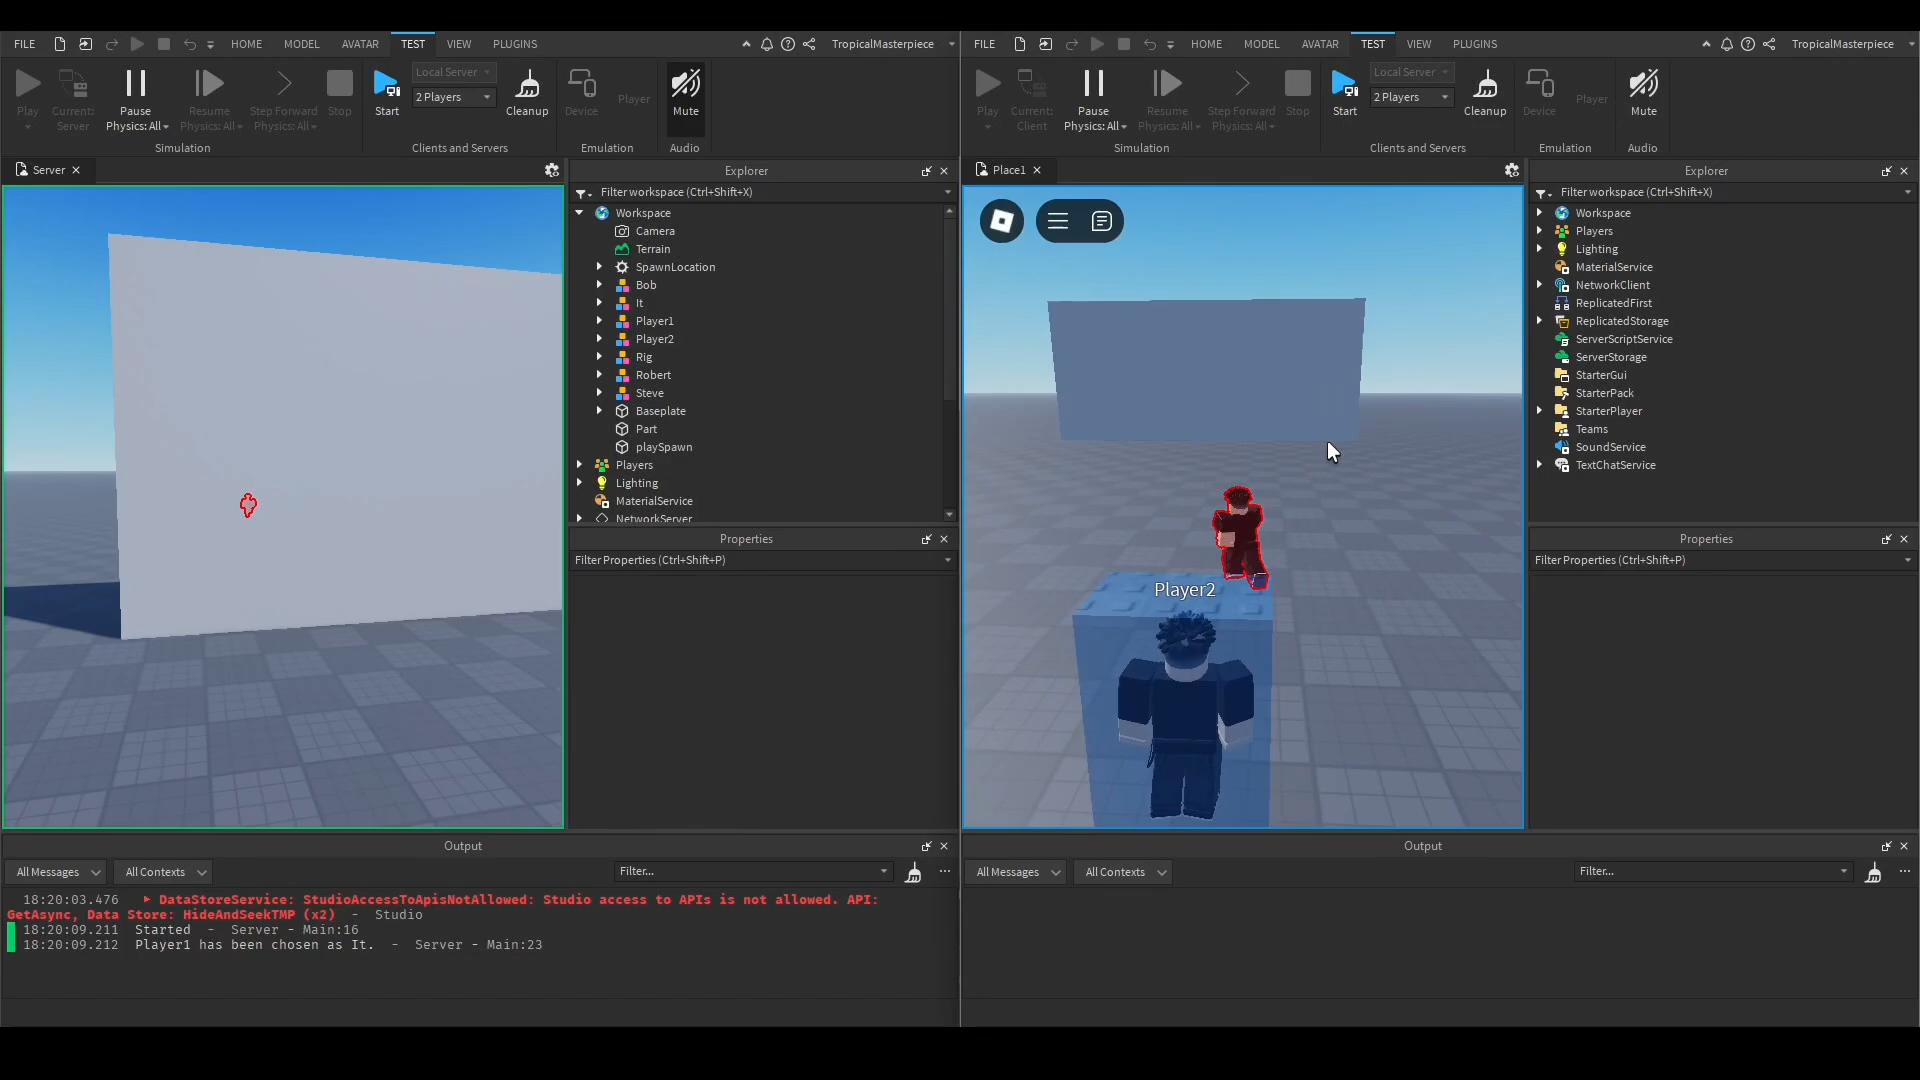 FILE HOME MODEL AVATAR TEST VIEW PLUGINS TropicalMasterpiece
Play Current: Server Pause Physics: All Resume Physics: All Step Forward Physics: All Stop
Start Local Server 2 Players Cleanup Device Player Mute
Simulation Clients and Servers Emulation Audio
Server
Explorer
Filter workspace (Ctrl+Shift+X)
Workspace
Camera
Terrain
SpawnLocation
Bob
It
Player1
Player2
Rig
Robert
Steve
Baseplate
Part
playSpawn
Players
Lighting
MaterialService
NetworkServer
Properties
Filter Properties (Ctrl+Shift+P)
Output
All Messages All Contexts Filter...
18:20:03.476 DataStoreService: StudioAccessToApisNotAllowed: Studio access to APIs is not allowed. API:
GetAsync, Data Store: HideAndSeekTMP (x2) - Studio
18:20:09.211 Started - Server - Main:16
18:20:09.212 Player1 has been chosen as It. - Server - Main:23
FILE HOME MODEL AVATAR TEST VIEW PLUGINS TropicalMasterpiece
Play Current: Client Pause Physics: All Resume Physics: All Step Forward Physics: All Stop
Start Local Server 2 Players Cleanup Device Player Mute
Simulation Clients and Servers Emulation Audio
Place1
Player2
Explorer
Filter workspace (Ctrl+Shift+X)
Workspace
Players
Lighting
MaterialService
NetworkClient
ReplicatedFirst
ReplicatedStorage
ServerScriptService
ServerStorage
StarterGui
StarterPack
StarterPlayer
Teams
SoundService
TextChatService
Properties
Filter Properties (Ctrl+Shift+P)
Output
All Messages All Contexts Filter...